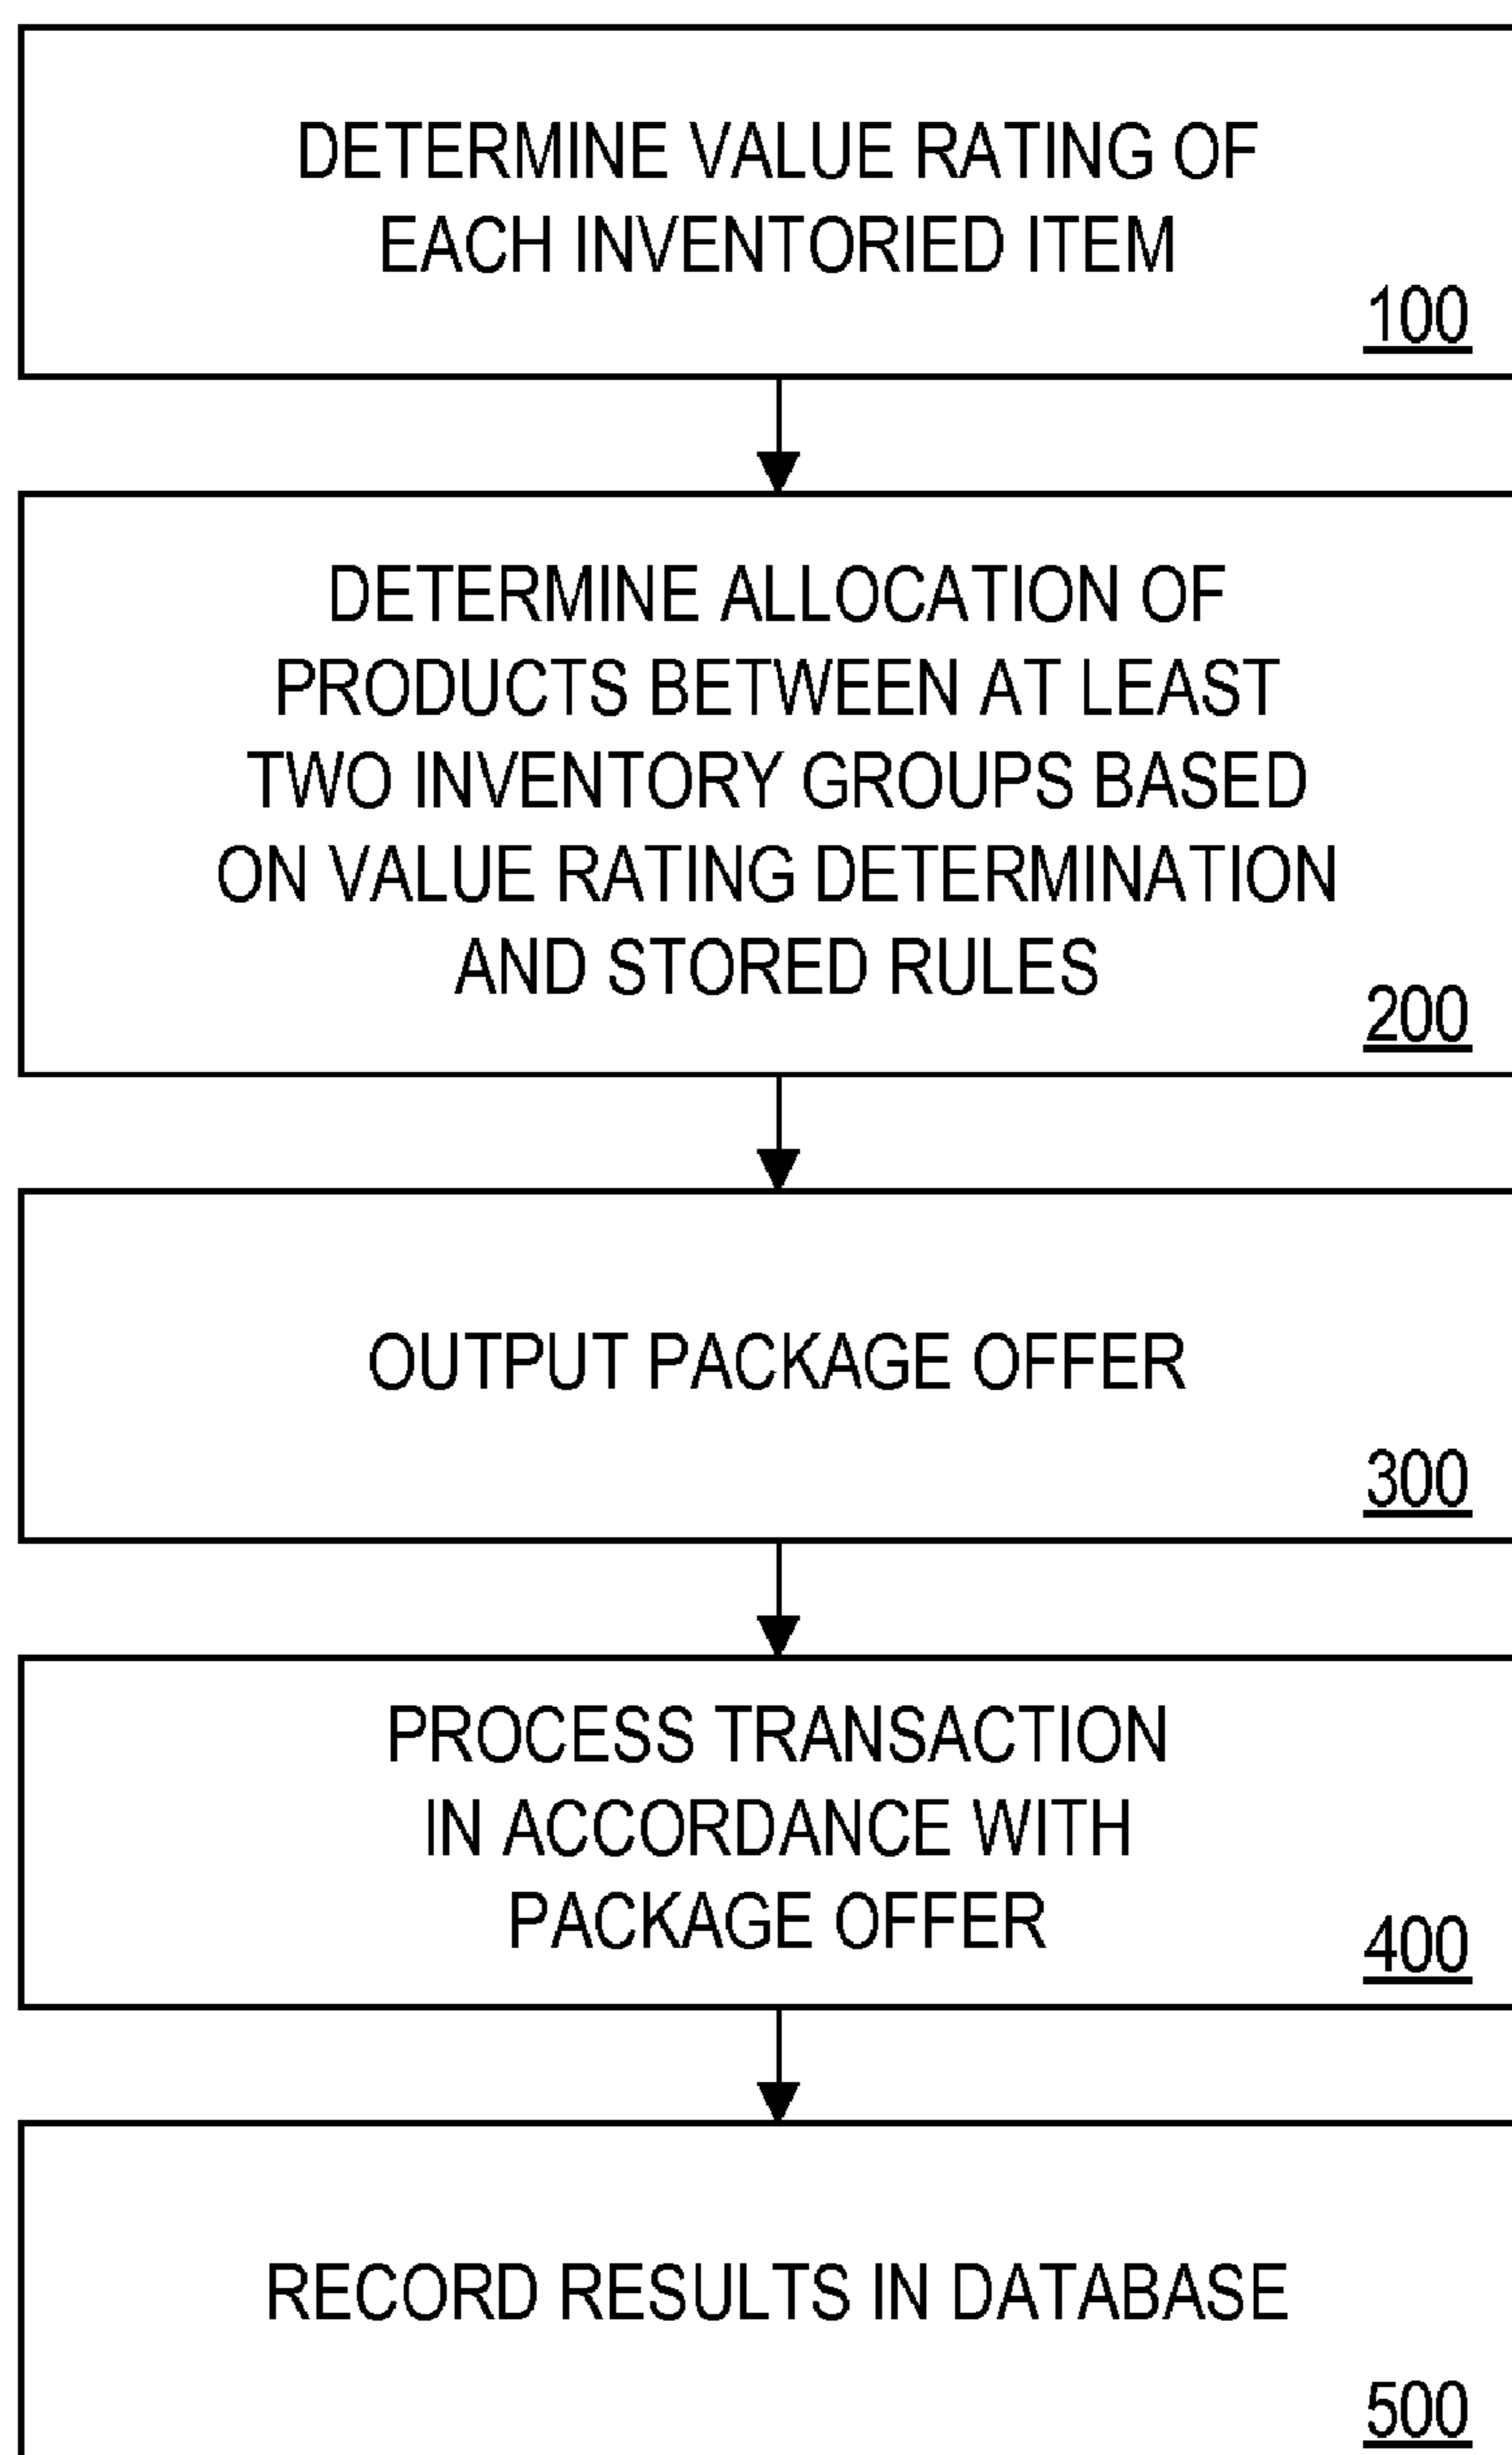 DETERMINE VALUE RATING OF
EACH INVENTORIED ITEM
100
DETERMINE ALLOCATION OF
PRODUCTS BETWEEN AT LEAST
TWO INVENTORY GROUPS BASED
ON VALUE RATING DETERMINATION
AND STORED RULES
200
OUTPUT PACKAGE OFFER
300
PROCESS TRANSACTION
IN ACCORDANCE WITH
PACKAGE OFFER
400
RECORD RESULTS IN DATABASE
500